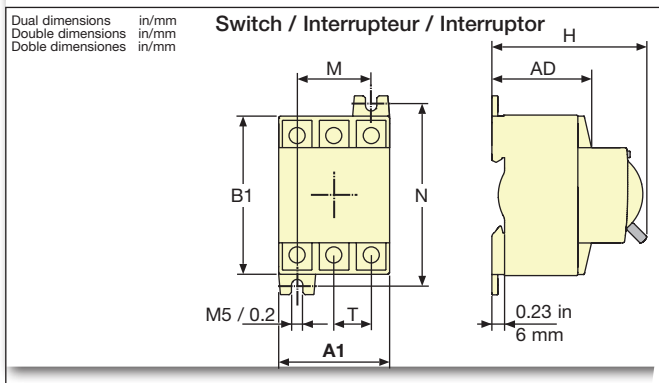 Dual dimensions in/mm
Double dimensions in/mm
Doble dimensiones in/mm
Switch / Interrupteur / Interruptor
H
M
AD
B1
N
M5 / 0.2
T
0.23 in
6 mm
A1